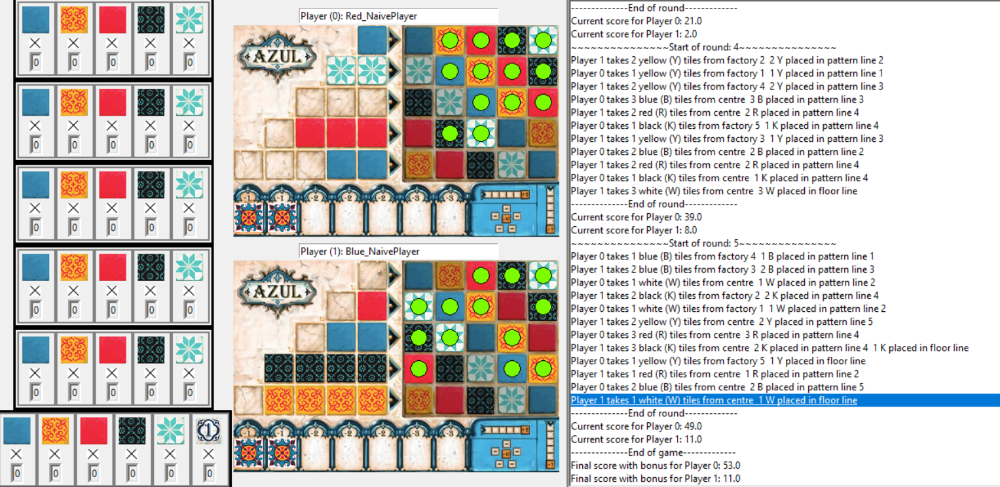 0 0 0 0 0
0 0 0 0 0
0 0 0 0 0
0 0 0 0 0
0 0 0 0 0
1
0 0 0 0 0 0
Player (0): Red_NaivePlayer
AZUL
-1 -1 -2 -2 -2 -3 -3
+2
+10
+7
Player (1): Blue_NaivePlayer
AZUL
-1 -1 -2 -2 -2 -3 -3
+2
+10
+7
-------------End of round-------------
Current score for Player 0: 21.0
Current score for Player 1: 2.0
~~~~~~~~~~~~~~~Start of round: 4~~~~~~~~~~~~~~~
Player 1 takes 2 yellow (Y) tiles from factory 2 2 Y placed in pattern line 2
Player 0 takes 1 yellow (Y) tiles from factory 1 1 Y placed in pattern line 1
Player 1 takes 2 yellow (Y) tiles from factory 4 2 Y placed in pattern line 3
Player 0 takes 3 blue (B) tiles from centre 3 B placed in pattern line 3
Player 1 takes 2 red (R) tiles from centre 2 R placed in pattern line 4
Player 0 takes 1 black (K) tiles from factory 5 1 K placed in pattern line 4
Player 1 takes 1 yellow (Y) tiles from factory 3 1 Y placed in pattern line 3
Player 0 takes 2 blue (B) tiles from centre 2 B placed in pattern line 2
Player 1 takes 2 red (R) tiles from centre 2 R placed in pattern line 4
Player 0 takes 1 black (K) tiles from centre 1 K placed in pattern line 4
Player 1 takes 3 white (W) tiles from centre 3 W placed in floor line
-------------End of round-------------
Current score for Player 0: 39.0
Current score for Player 1: 8.0
~~~~~~~~~~~~~~~Start of round: 5~~~~~~~~~~~~~~~
Player 0 takes 1 blue (B) tiles from factory 4 1 B placed in pattern line 1
Player 1 takes 2 blue (B) tiles from factory 3 2 B placed in pattern line 3
Player 0 takes 1 white (W) tiles from centre 1 W placed in pattern line 2
Player 1 takes 2 black (K) tiles from factory 2 2 K placed in pattern line 4
Player 0 takes 1 white (W) tiles from factory 1 1 W placed in pattern line 2
Player 1 takes 2 yellow (Y) tiles from centre 2 Y placed in pattern line 5
Player 0 takes 3 red (R) tiles from centre 3 R placed in pattern line 4
Player 1 takes 3 black (K) tiles from centre 2 K placed in pattern line 4 1 K placed in floor line
Player 0 takes 1 yellow (Y) tiles from factory 5 1 Y placed in floor line
Player 1 takes 1 red (R) tiles from centre 1 R placed in pattern line 2
Player 0 takes 2 blue (B) tiles from centre 2 B placed in pattern line 5
Player 1 takes 1 white (W) tiles from centre 1 W placed in floor line
-------------End of round-------------
Current score for Player 0: 49.0
Current score for Player 1: 11.0
-------------End of game-------------
Final score with bonus for Player 0: 53.0
Final score with bonus for Player 1: 11.0